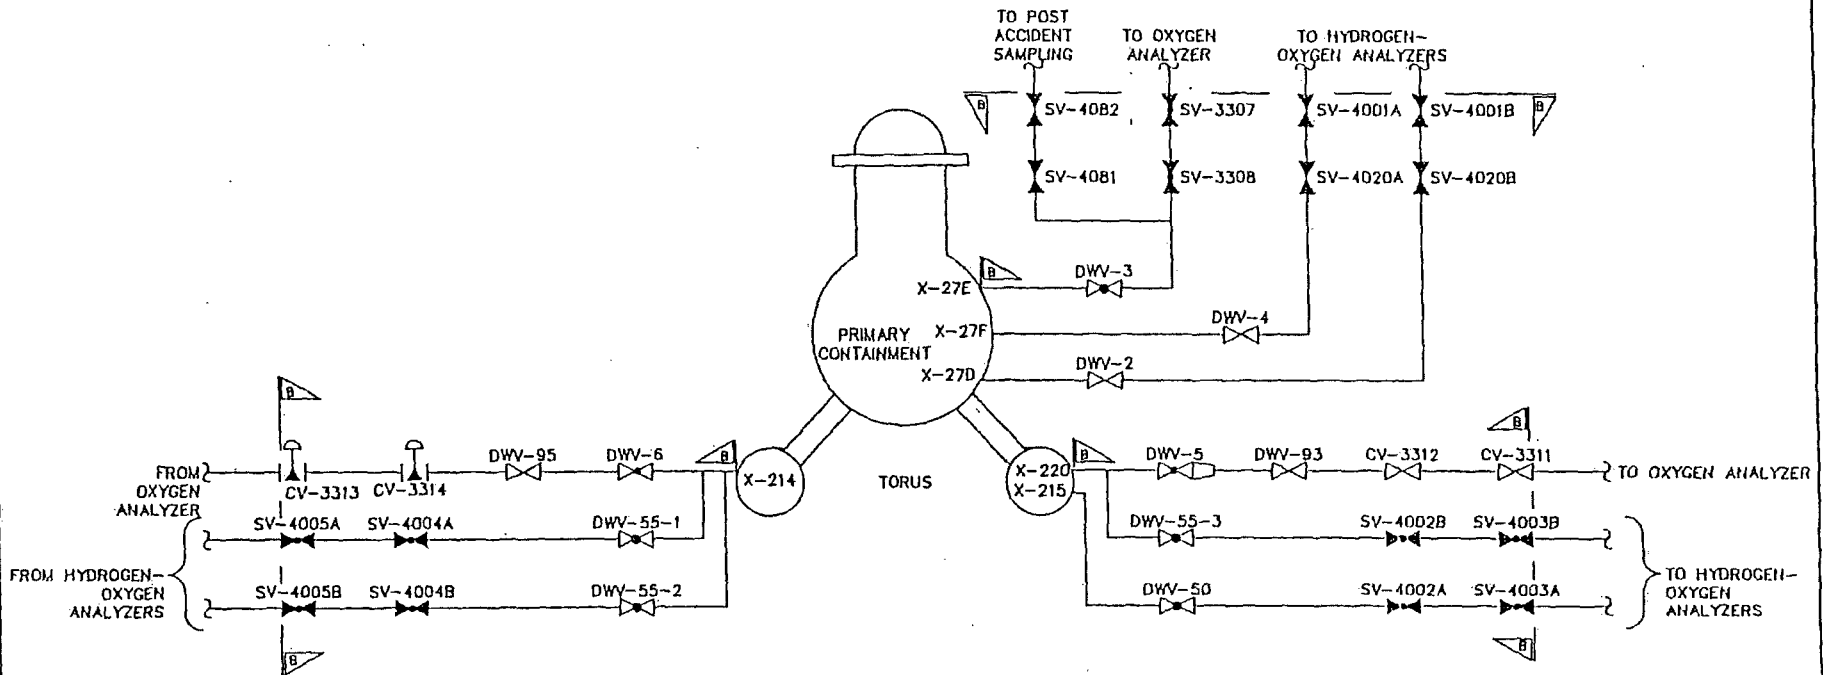 TO POST
ACCIDENT
SAMPLING
TO OXYGEN
ANALYZER
TO HYDROGEN-
OXYGEN ANALYZERS
B
SV-4082
SV-3307
SV-4001A
SV-4001B
B
SV-4081
SV-3308
SV-4020A
SV-4020B
B
DWV-3
X-27E
DWV-4
X-27F
PRIMARY
CONTAINMENT
DWV-2
X-27D
B
B
DWV-95
DWV-6
B
B
DWV-5
DWV-93
CV-3312
CV-3311
FROM
OXYGEN
ANALYZER
CV-3313
CV-3314
X-214
TORUS
X-220
X-215
TO OXYGEN ANALYZER
SV-4005A
SV-4004A
DWV-55-1
DWV-55-3
SV-4002B
SV-4003B
FROM HYDROGEN-
OXYGEN
ANALYZERS
SV-4005B
SV-4004B
DWV-55-2
DWV-50
SV-4002A
SV-4003A
TO HYDROGEN-
OXYGEN
ANALYZERS
B
B